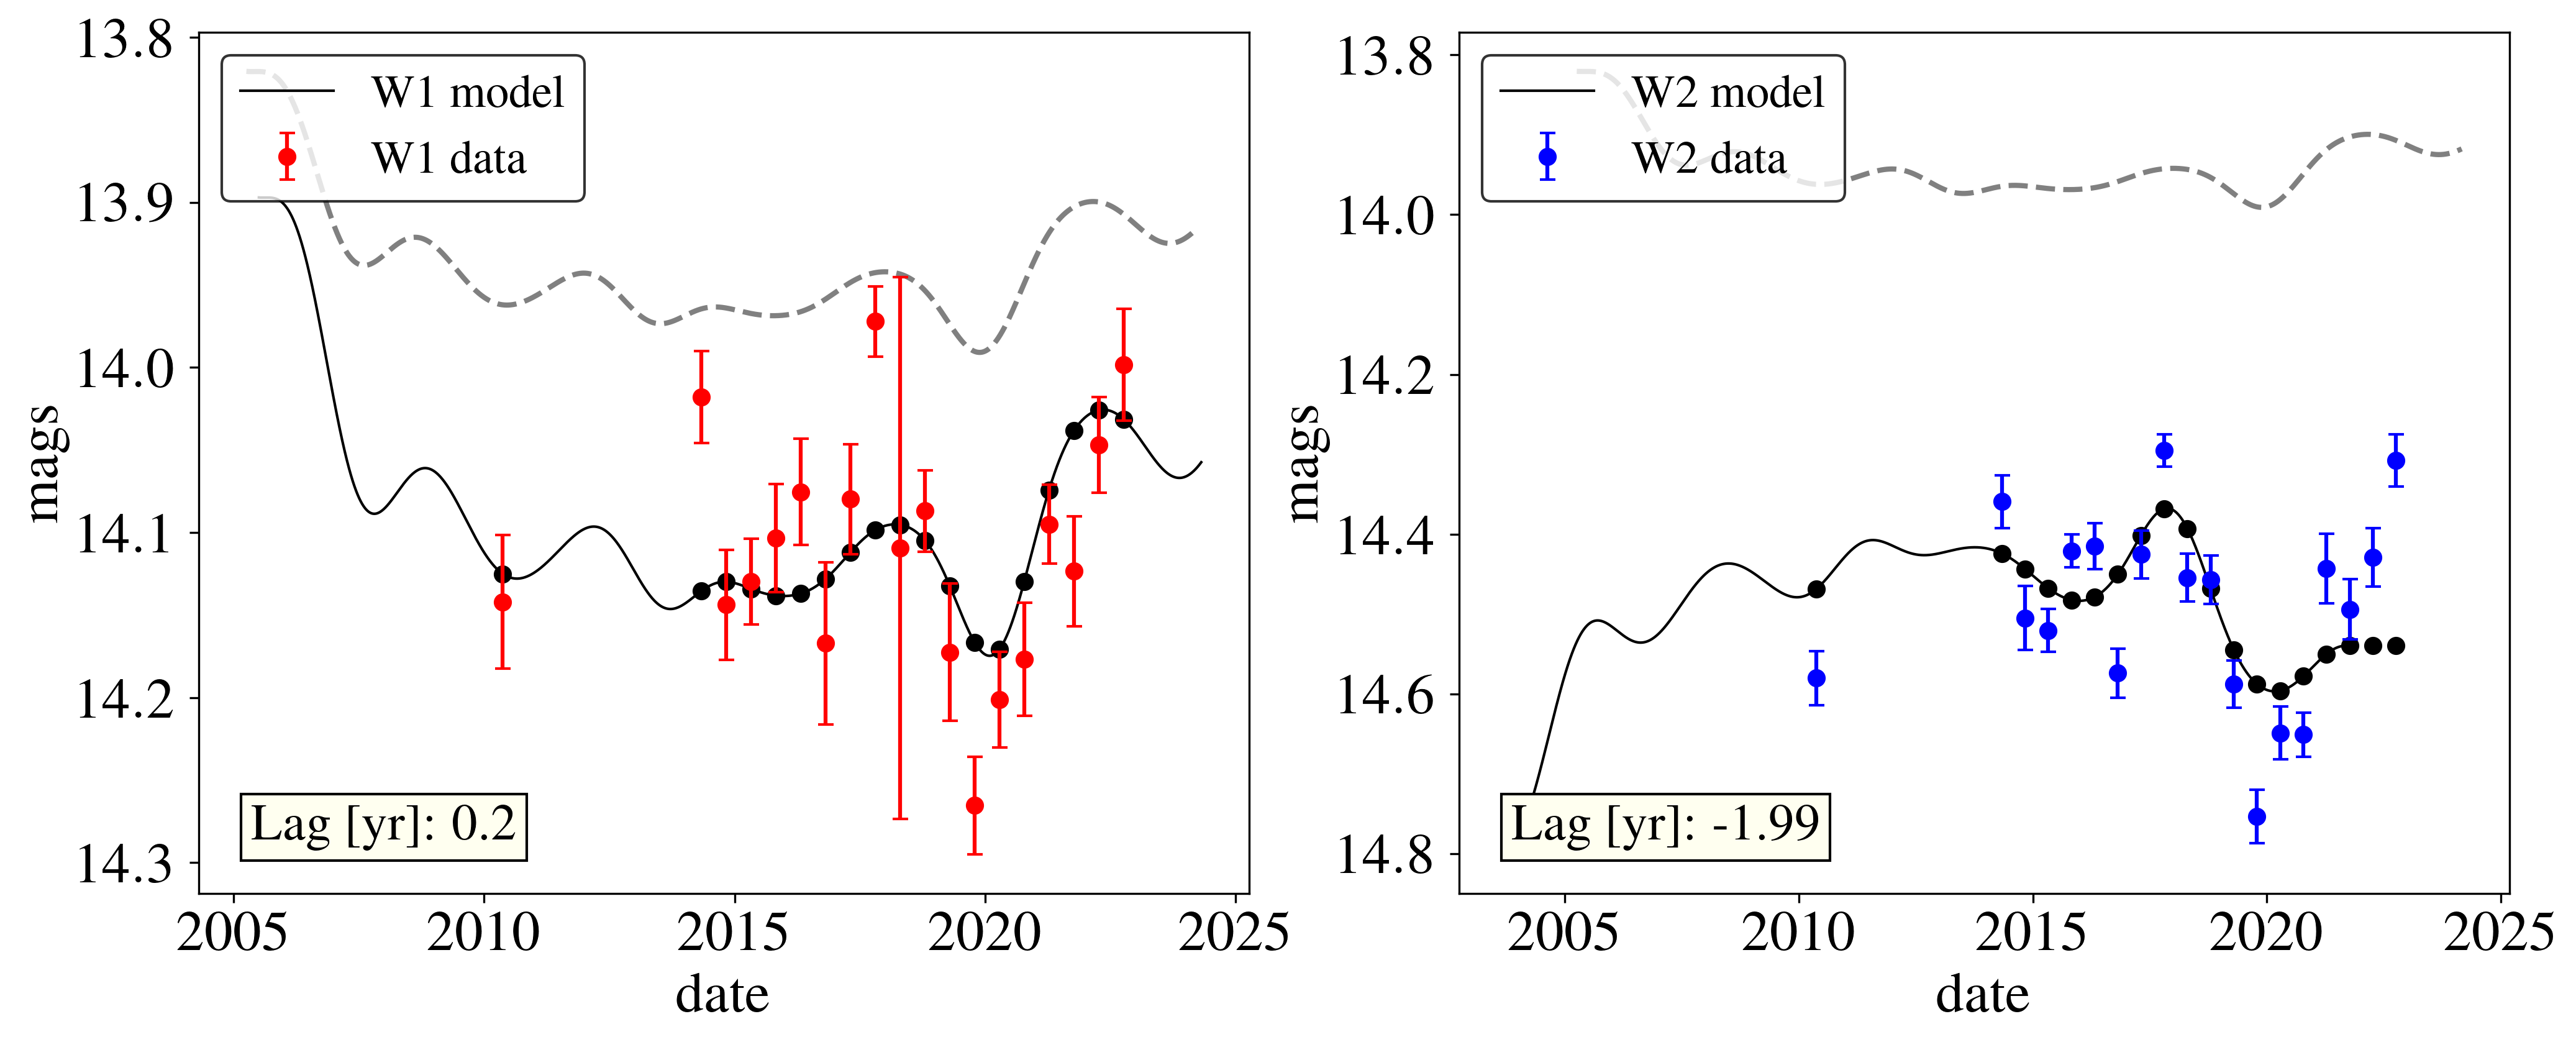 13.8
13.9
14.0
14.1
14.2
14.3
mags
W1 model
W1 data
Lag [yr]: 0.2
2005 2010 2015 2020 2025
date
13.8
14.0
14.2
14.4
14.6
14.8
mags
W2 model
W2 data
Lag [yr]: -1.99
2005 2010 2015 2020 2025
date